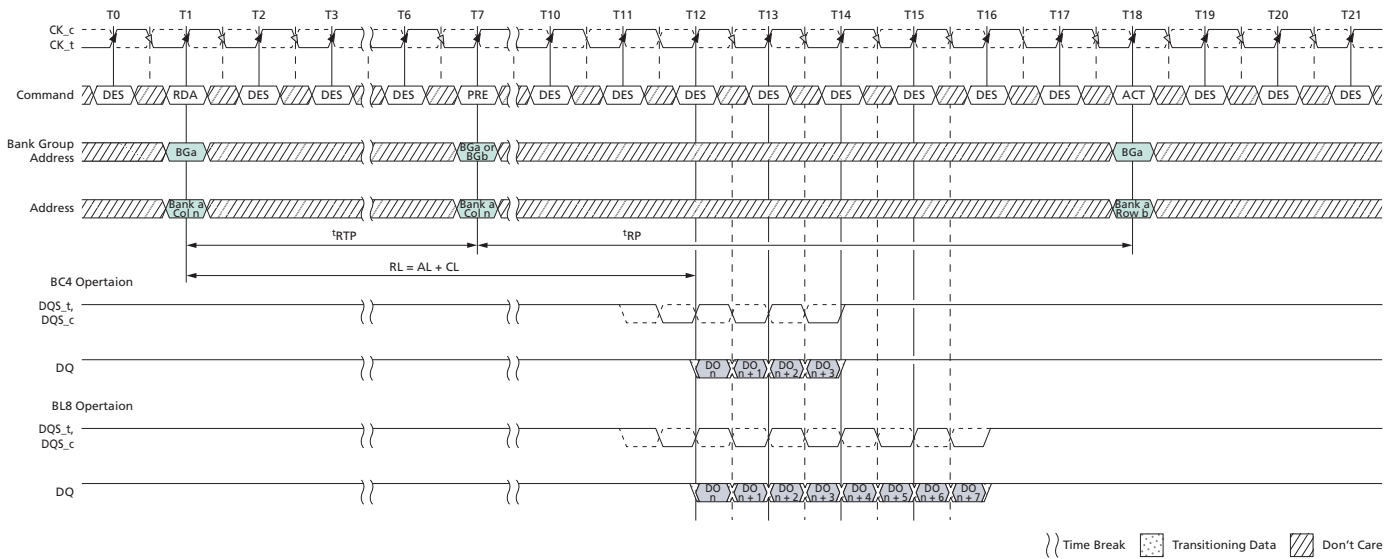 T0 T1 T2 T3 T6 T7 T10 T11 T12 T13 T14 T15 T16 T17 T18 T19 T20 T21
CK_c
CK_t
Command DES RDA DES DES DES PRE DES DES DES DES DES DES DES DES ACT DES DES DES
Bank Group
Address
BGa
BGa or
BGb
BGa
Address
Bank a
Col n
Bank a
Col n
Bank a
Row b
tRTP
tRP
RL = AL + CL
BC4 Opertaion
DQS_t,
DQS_c
DQ
DO
n
DO
n + 1
DO
n + 2
DO
n + 3
BL8 Opertaion
DQS_t,
DQS_c
DQ
DO
n
DO
n + 1
DO
n + 2
DO
n + 3
DO
n + 4
DO
n + 5
DO
n + 6
DO
n + 7
Time Break Transitioning Data Don't Care